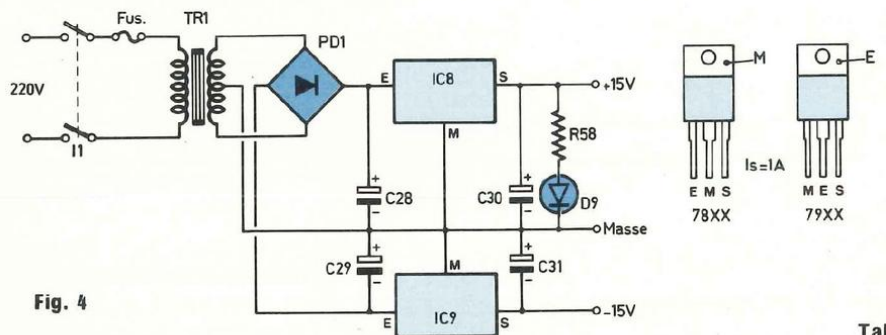 Fus.
TR1
PD1
220V
I1
E
IC8
S
M
+15V
R58
C28
+
-
C30
+
-
D9
Masse
C29
+
-
M
+
-
C31
E
IC9
S
-15V
M
E
Is=1A
E M S
M E S
78XX
79XX
Fig. 4
Tal